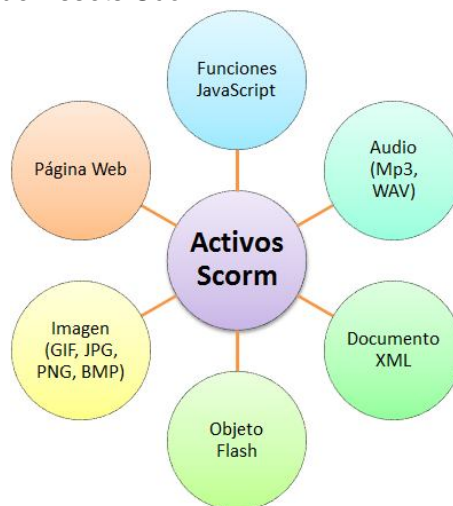 Funciones
JavaScript
Audio
(Mp3,
WAV)
Documento
XML
Objeto
Flash
Imagen
(GIF, JPG,
PNG, BMP)
Página Web
Activos
Scorm